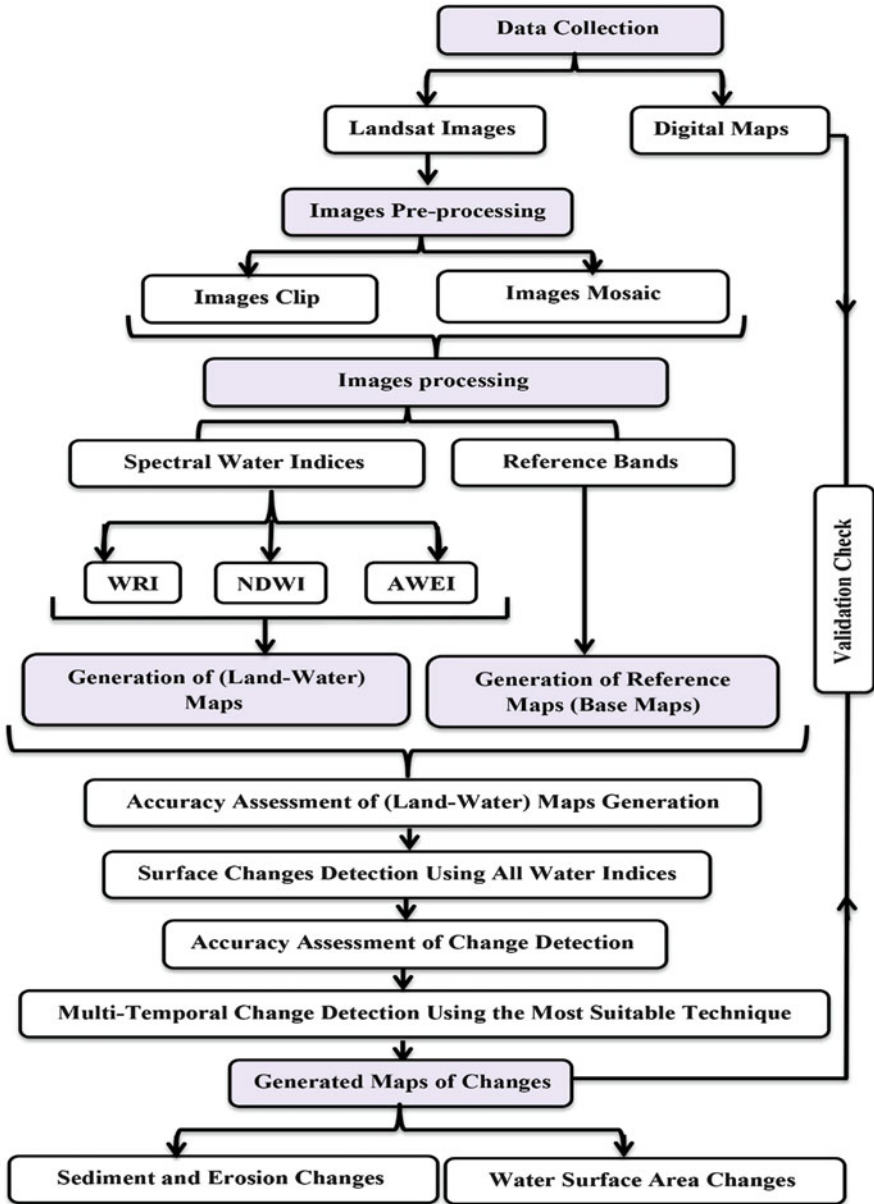 Data Collection
Landsat Images
Digital Maps
Images Pre-processing
Images Clip
Images Mosaic
Images processing
Spectral Water Indices
Reference Bands
WRI
NDWI
AWEI
Validation Check
Generation of (Land-Water)
Maps
Generation of Reference
Maps (Base Maps)
Accuracy Assessment of (Land-Water) Maps Generation
Surface Changes Detection Using All Water Indices
Accuracy Assessment of Change Detection
Multi-Temporal Change Detection Using the Most Suitable Technique
Generated Maps of Changes
Sediment and Erosion Changes
Water Surface Area Changes